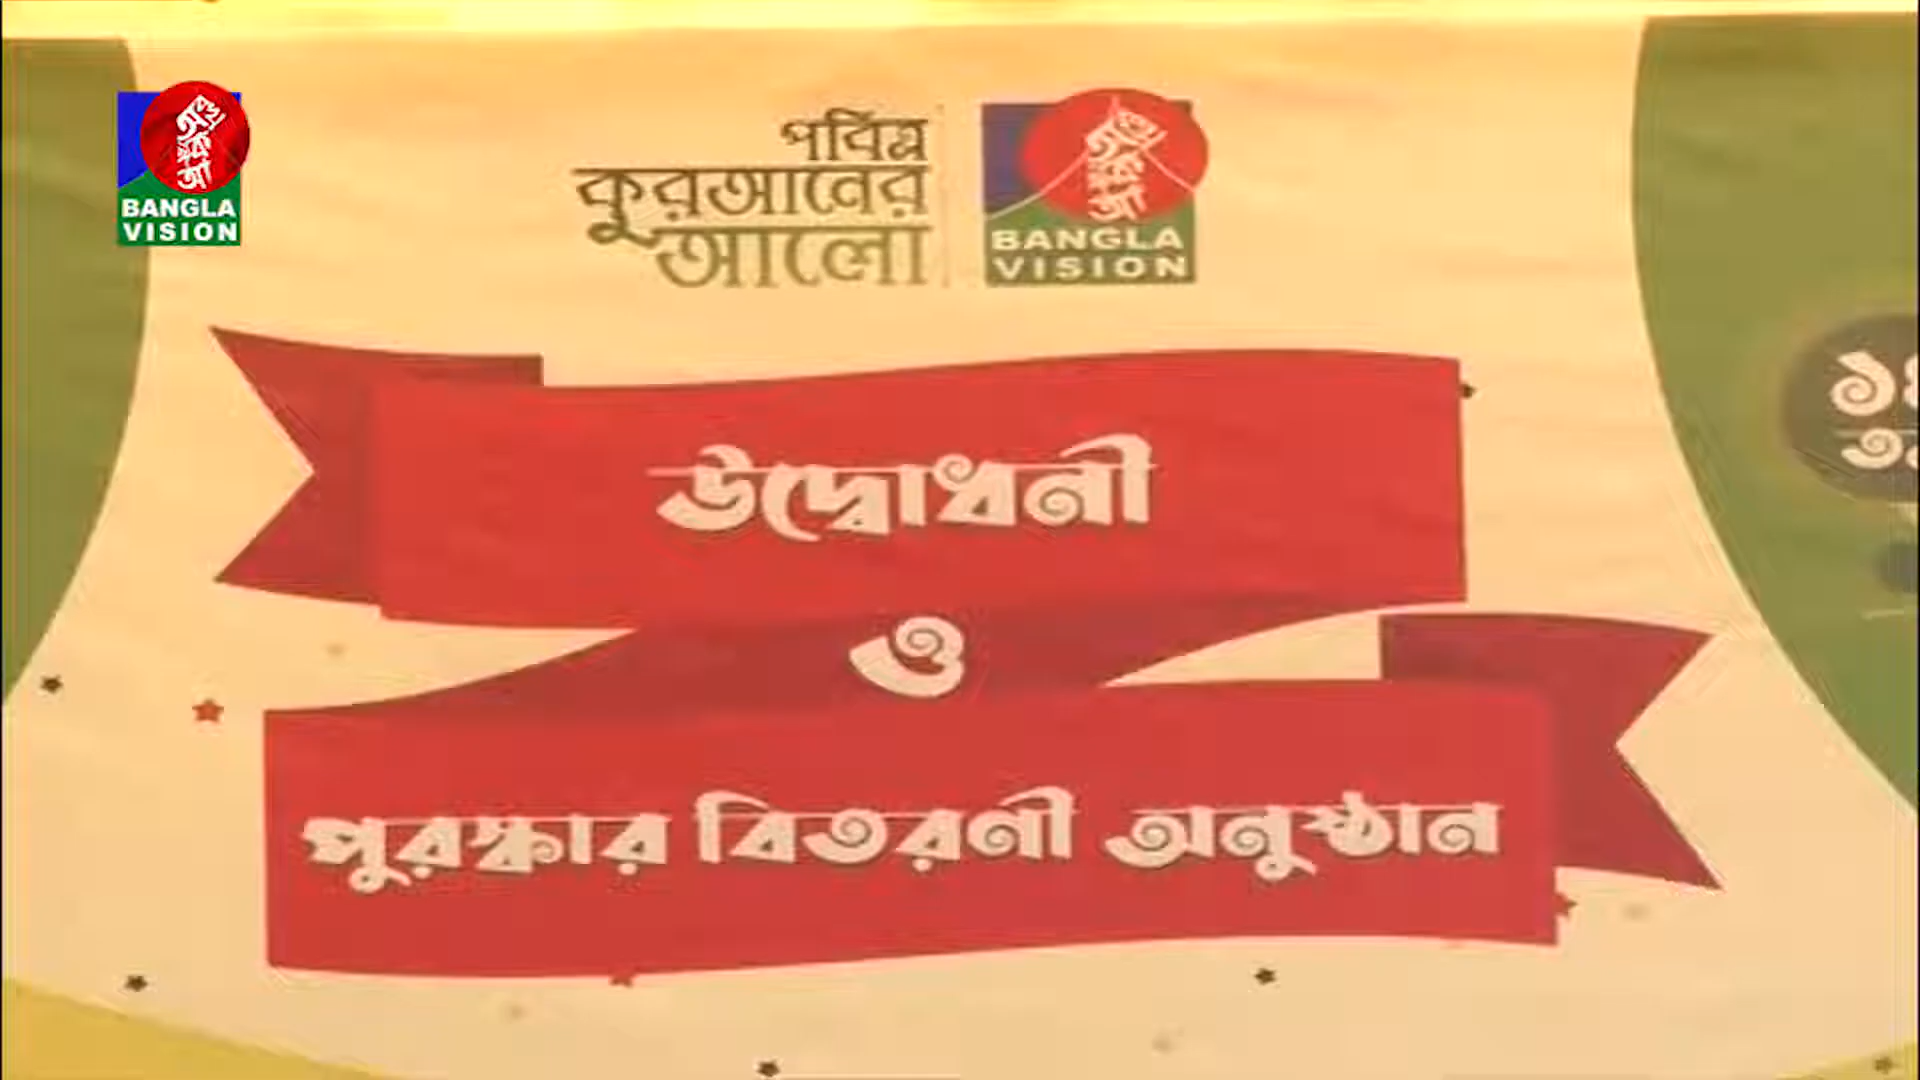 BANGLA
VISION
পবিত্র
কুরআনের
আলো
BANGLA
VISION
উদ্বোধনী
ও
পুরস্কার বিতরণী অনুষ্ঠান